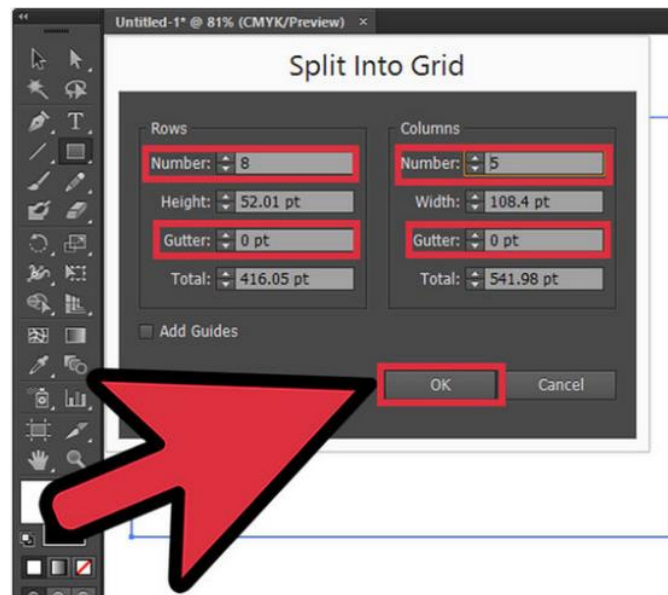 Untitled-1* @ 81% (CMYK/Preview) ×
Split Into Grid
Rows
Number: 8
Height: 52.01 pt
Gutter: 0 pt
Total: 416.05 pt
Columns
Number: 5
Width: 108.4 pt
Gutter: 0 pt
Total: 541.98 pt
Add Guides
OK
Cancel